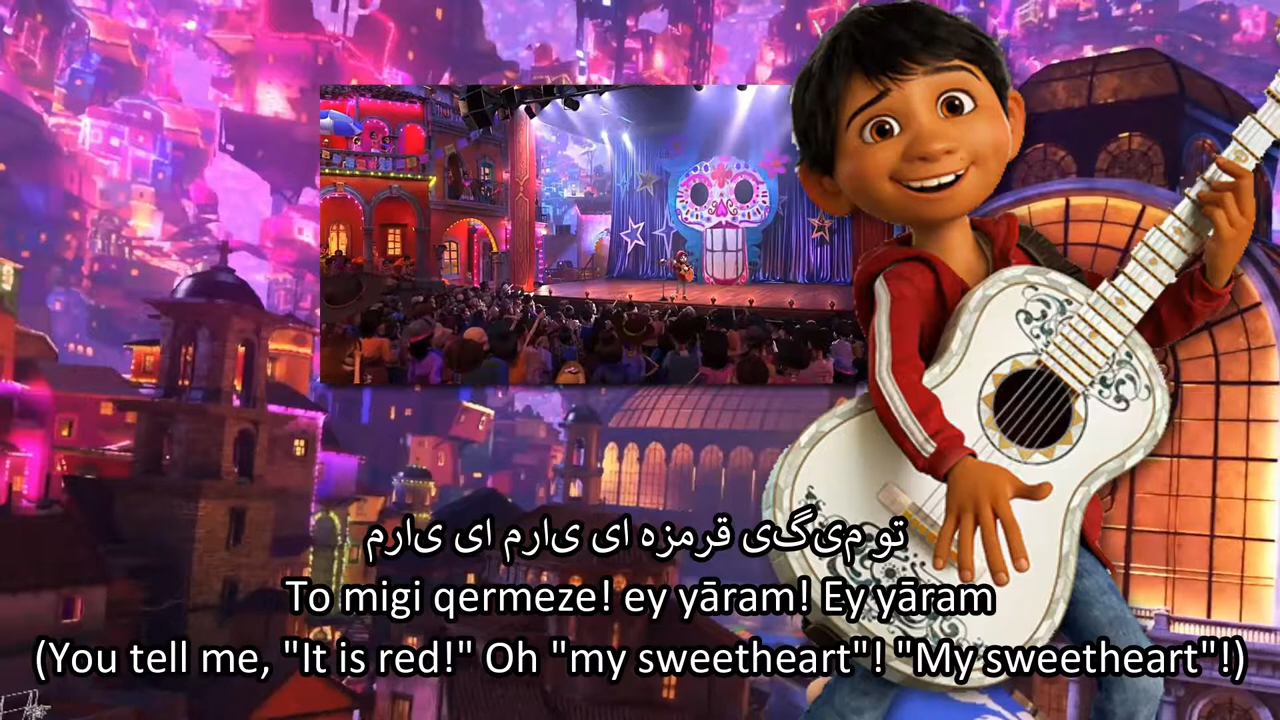 تو می‌گی قرمزه ای یارم ای یارم
To migi qermeze! ey yāram! Ey yāram
(You tell me, "It is red!" Oh "my sweetheart"! "My sweetheart"!)